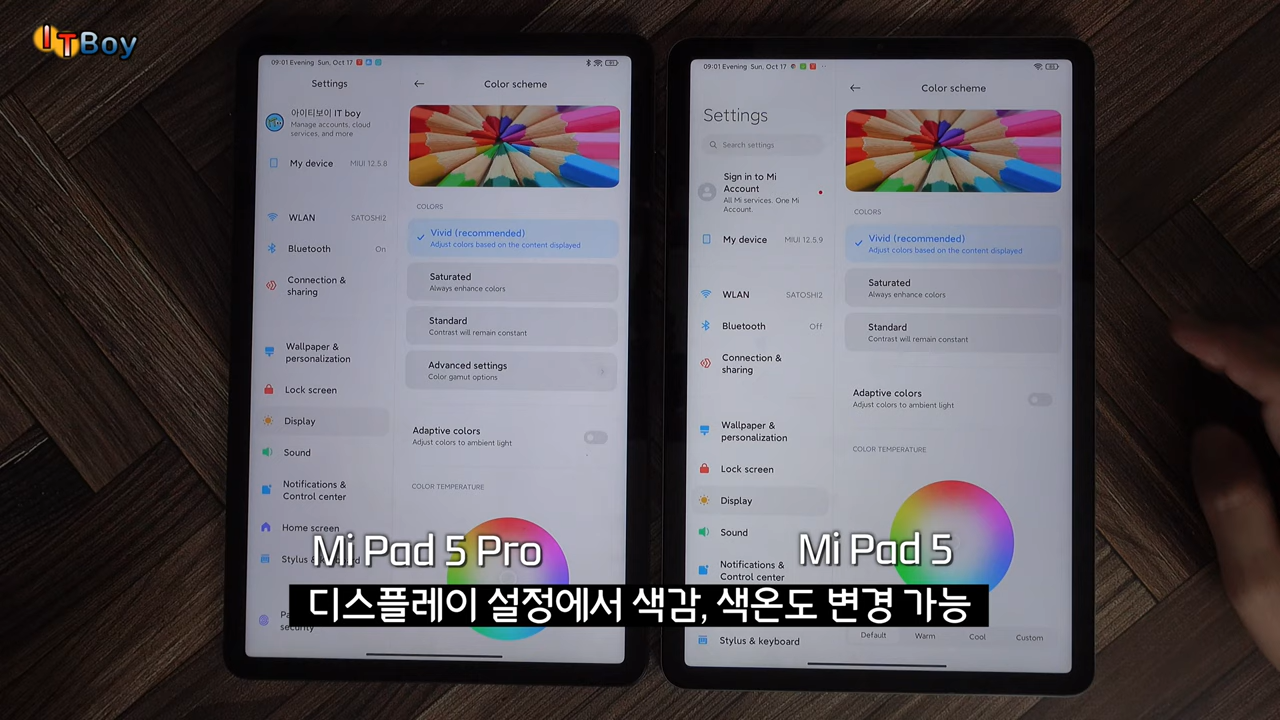 ITBoy
09:01 Evening Sun, Oct 17
Settings
아이티보이 IT boy
Manage accounts, cloud
services, and more
My device MIUI 12.5.8
WLAN SATOSHI2
Bluetooth On
Connection &
sharing
Wallpaper &
personalization
Lock screen
Display
Sound
Notifications &
Control center
Home screen
Stylus &
security
Color scheme
COLORS
Vivid (recommended)
Adjust colors based on the content displayed
Saturated
Always enhance colors
Standard
Contrast will remain constant
Advanced settings
Color gamut options
Adaptive colors
Adjust colors to ambient light
COLOR TEMPERATURE
Mi Pad 5 Pro
09:01 Evening Sun, Oct 17
Settings
Search settings
Sign in to Mi
Account
All Mi services. One Mi
Account.
My device MIUI 12.5.9
WLAN SATOSHI2
Bluetooth Off
Connection &
sharing
Wallpaper &
personalization
Lock screen
Display
Sound
Notifications &
Control center
Stylus & keyboard
Color scheme
COLORS
Vivid (recommended)
Adjust colors based on the content displayed
Saturated
Always enhance colors
Standard
Contrast will remain constant
Adaptive colors
Adjust colors to ambient light
COLOR TEMPERATURE
Default Warm Cool Custom
Mi Pad 5
디스플레이 설정에서 색감, 색온도 변경 가능